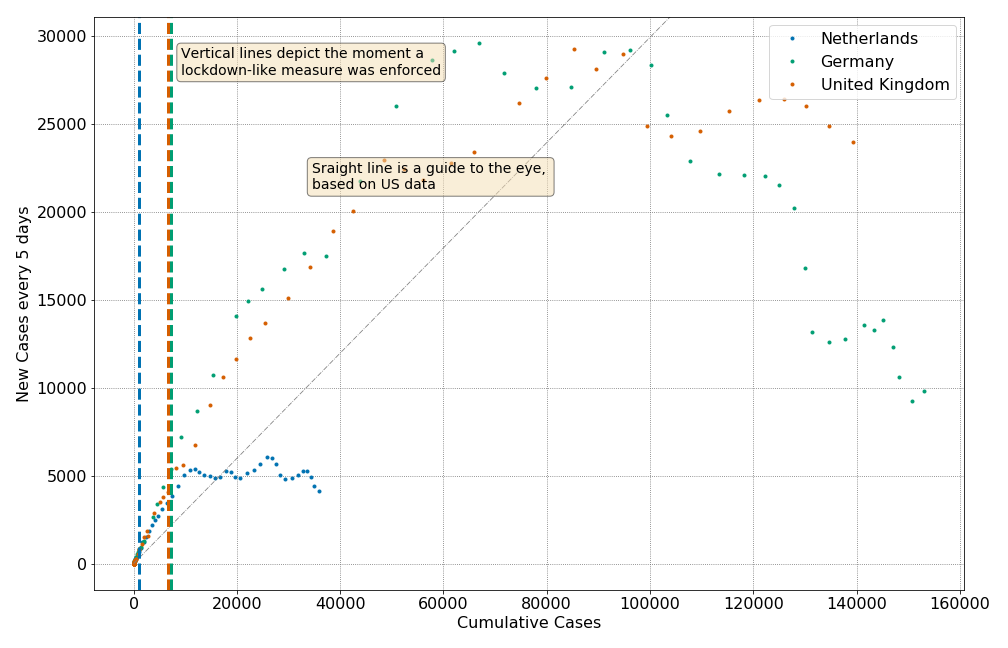 30000
25000
20000
15000
10000
5000
0
New Cases every 5 days
Vertical lines depict the moment a
lockdown-like measure was enforced
Sraight line is a guide to the eye,
based on US data
Netherlands
Germany
United Kingdom
0 20000 40000 60000 80000 100000 120000 140000 160000
Cumulative Cases